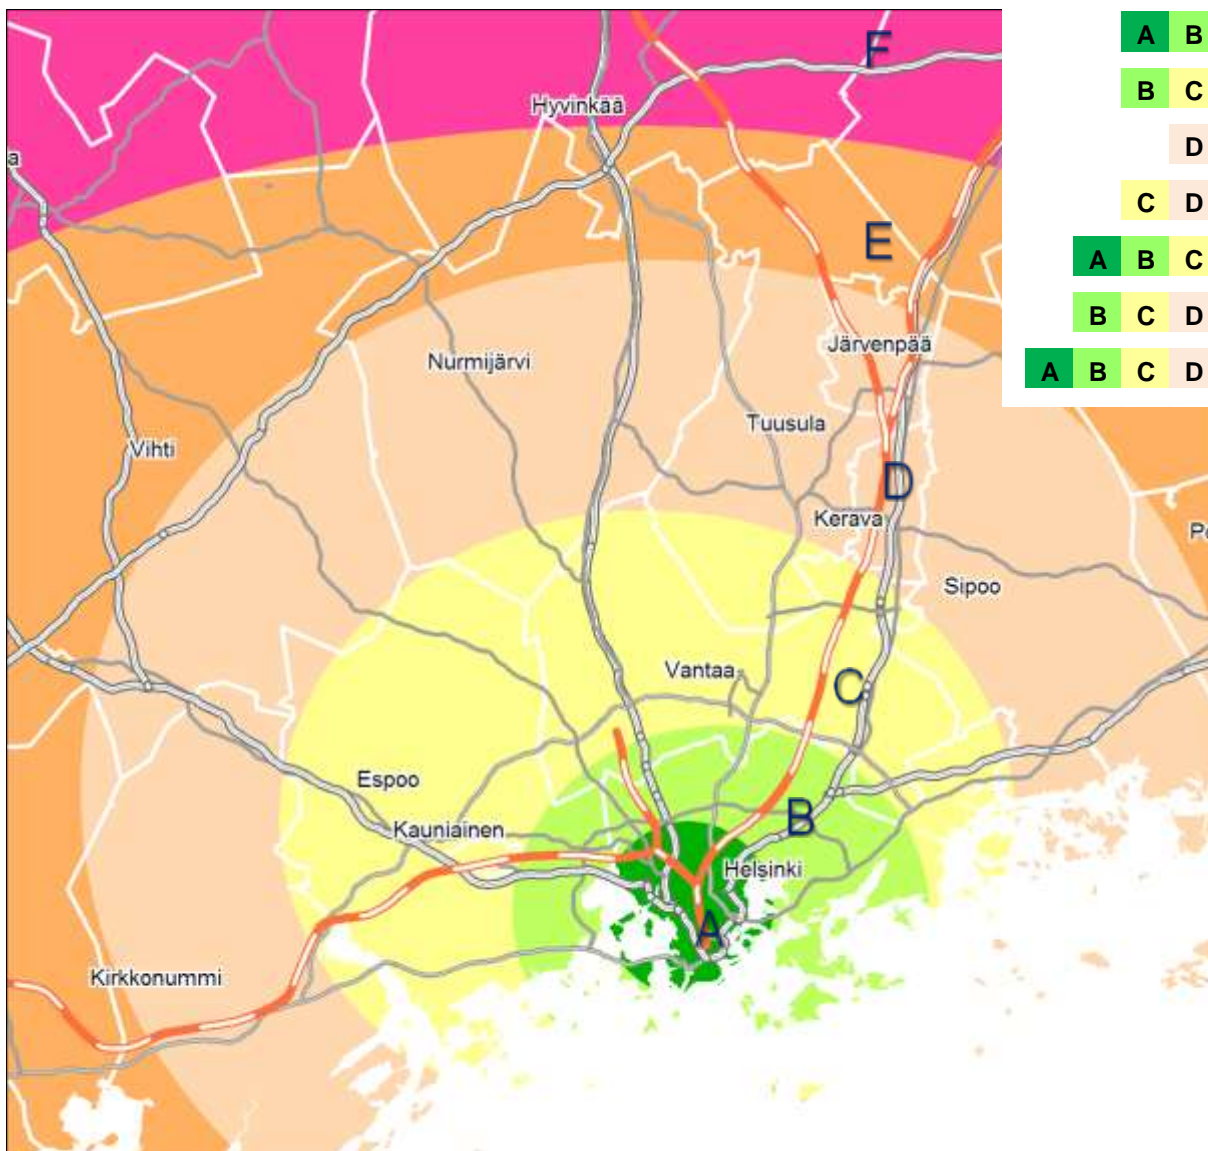 A B
F
B C
Hyvinkää
D
a
C D
E
A B C
B C D
Järvenpää
Nurmijärvi
A B C D
Tuusula
Vihti
D
Kerava
Sipoo
Vantaa
C
Espoo
B
Kauniainen
Helsinki
A
Kirkkonummi